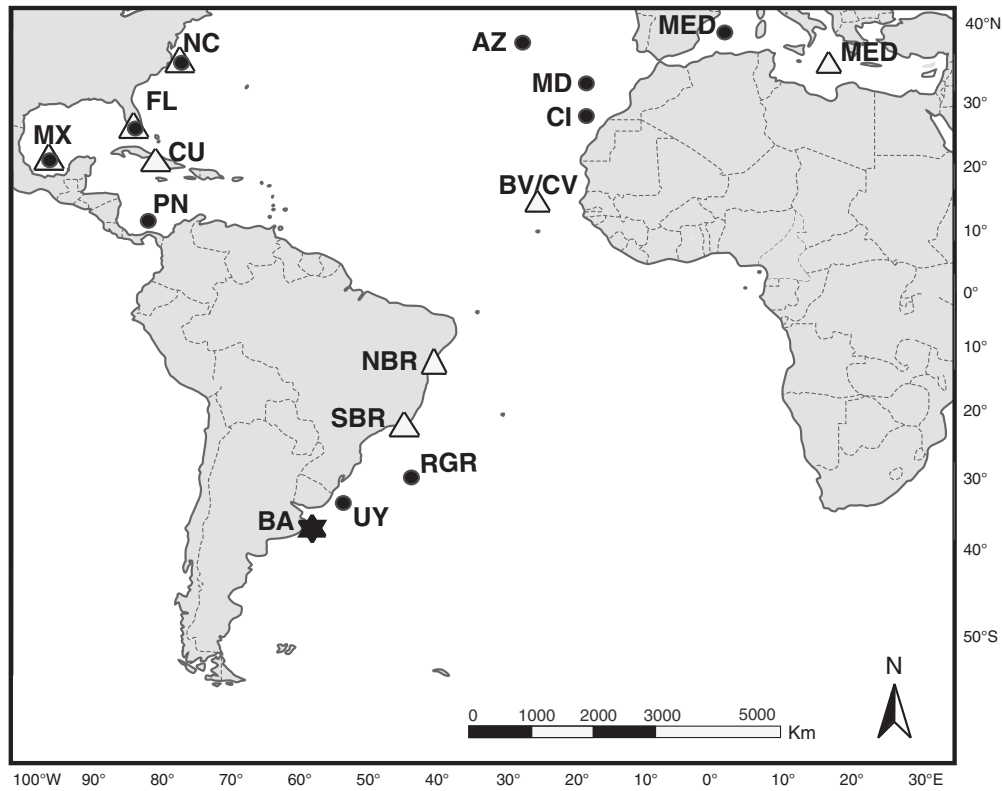 NC
AZ
MED
MED
40°N
MD
FL
30°
CI
MX
CU
20°
BV/CV
PN
10°
0°
NBR
10°
SBR
20°
RGR
30°
BA
UY
40°
50°S
N
0
1000
2000
3000
5000
Km
100°W 90° 80° 70° 60° 50° 40° 30° 20° 10° 0° 10° 20° 30°E